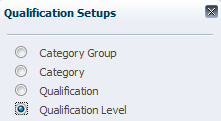 Qualification Setups
Category Group
Category
Qualification
Qualification Level